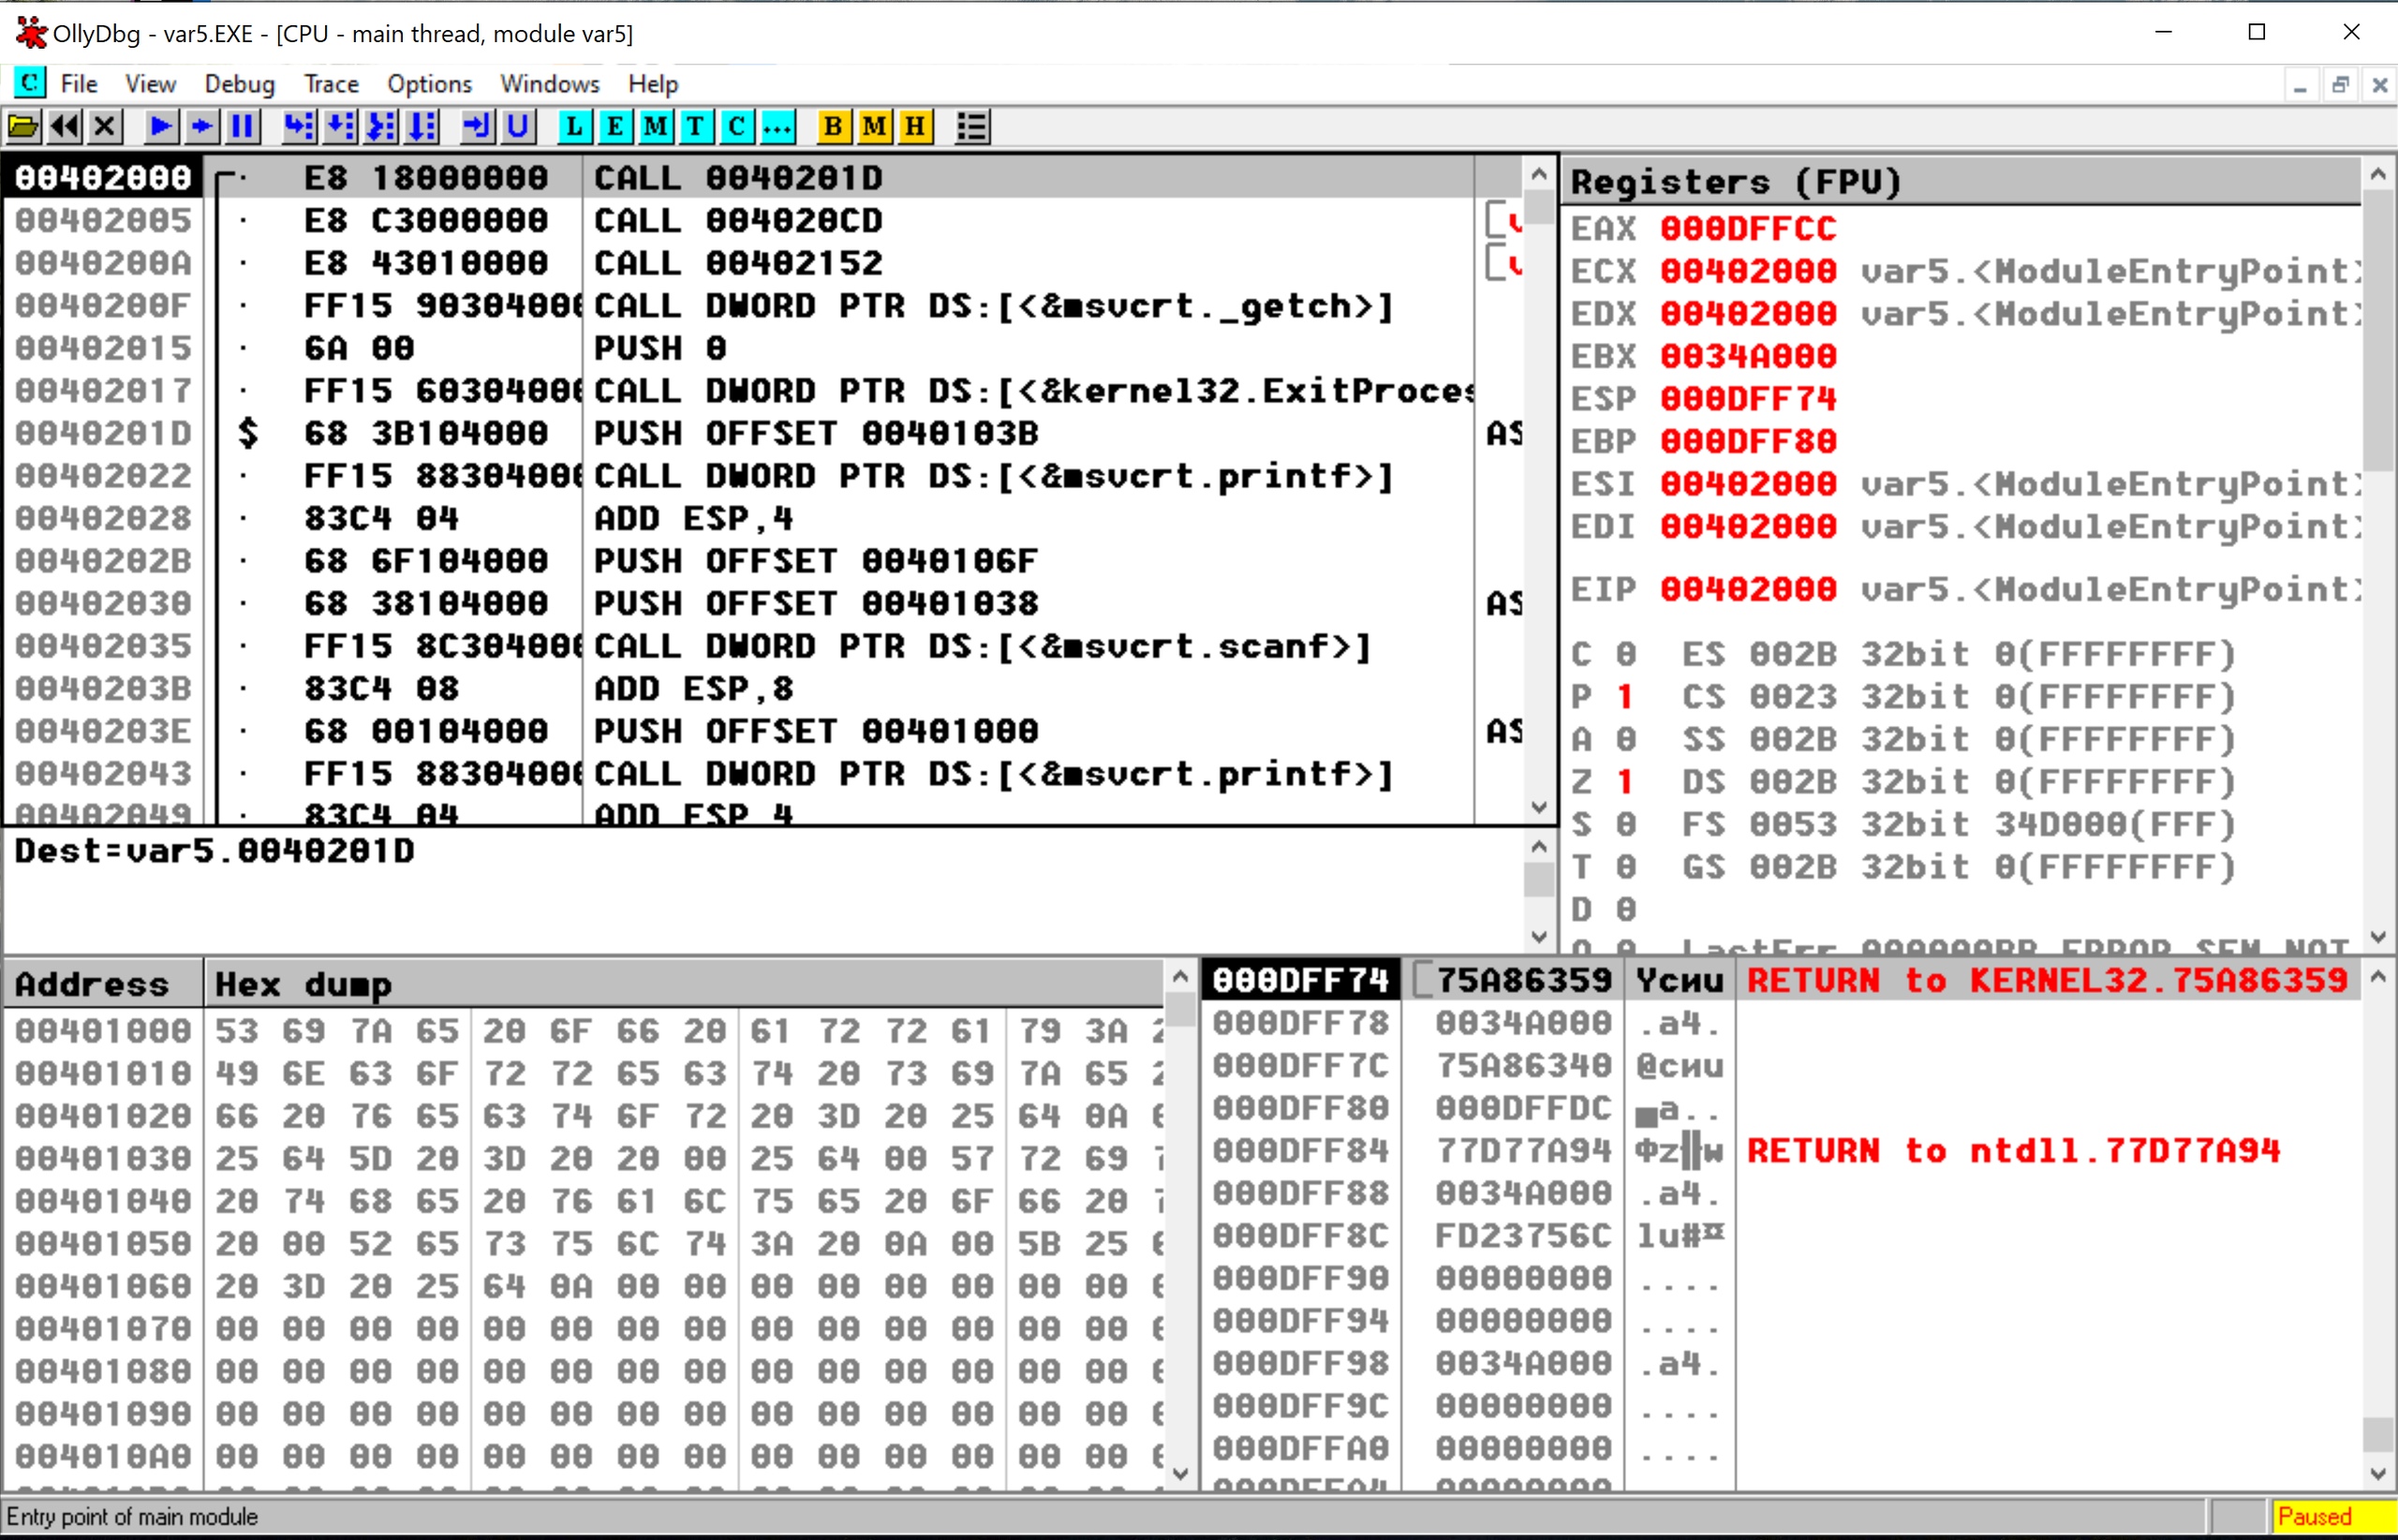 OllyDbg - var5.EXE - [CPU - main thread, module var5]
C File View Debug Trace Options Windows Help
L E M T C ... B M H
00402000 · E8 18000000 CALL 0040201D
00402005 · E8 C3000000 CALL 004020CD
0040200A · E8 43010000 CALL 00402152
0040200F · FF15 90304000 CALL DWORD PTR DS:[<&msvcrt._getch>]
00402015 · 6A 00 PUSH 0
00402017 · FF15 60304000 CALL DWORD PTR DS:[<&kernel32.ExitProces
0040201D $ 68 3B104000 PUSH OFFSET 0040103B AS
00402022 · FF15 88304000 CALL DWORD PTR DS:[<&msvcrt.printf>]
00402028 · 83C4 04 ADD ESP,4
0040202B · 68 6F104000 PUSH OFFSET 0040106F
00402030 · 68 38104000 PUSH OFFSET 00401038 AS
00402035 · FF15 8C304000 CALL DWORD PTR DS:[<&msvcrt.scanf>]
0040203B · 83C4 08 ADD ESP,8
0040203E · 68 00104000 PUSH OFFSET 00401000 AS
00402043 · FF15 88304000 CALL DWORD PTR DS:[<&msvcrt.printf>]
00402049 83C4 04 ADD ESP 4
Dest=var5.0040201D
Registers (FPU)
EAX 000DFFCC
ECX 00402000 var5.<ModuleEntryPoint>
EDX 00402000 var5.<ModuleEntryPoint>
EBX 0034A000
ESP 000DFF74
EBP 000DFF80
ESI 00402000 var5.<ModuleEntryPoint>
EDI 00402000 var5.<ModuleEntryPoint>
EIP 00402000 var5.<ModuleEntryPoint>
C 0 ES 002B 32bit 0(FFFFFFFF)
P 1 CS 0023 32bit 0(FFFFFFFF)
A 0 SS 002B 32bit 0(FFFFFFFF)
Z 1 DS 002B 32bit 0(FFFFFFFF)
S 0 FS 0053 32bit 34D000(FFF)
T 0 GS 002B 32bit 0(FFFFFFFF)
D 0
O 0 LastErr 000000BB ERROR_SEM_NOT
Address Hex dump
00401000 53 69 7A 65 20 6F 66 20 61 72 72 61 79 3A
00401010 49 6E 63 6F 72 72 65 63 74 20 73 69 7A 65
00401020 66 20 76 65 63 74 6F 72 20 3D 20 25 64 0A
00401030 25 64 5D 20 3D 20 20 00 25 64 00 57 72 69
00401040 20 74 68 65 20 76 61 6C 75 65 20 6F 66 20
00401050 20 00 52 65 73 75 6C 74 3A 20 0A 00 5B 25
00401060 20 3D 20 25 64 0A 00 00 00 00 00 00 00 00
00401070 00 00 00 00 00 00 00 00 00 00 00 00 00 00
00401080 00 00 00 00 00 00 00 00 00 00 00 00 00 00
00401090 00 00 00 00 00 00 00 00 00 00 00 00 00 00
004010A0 00 00 00 00 00 00 00 00 00 00 00 00 00 00
000DFF74 75A86359 Yсиu RETURN to KERNEL32.75A86359
000DFF78 0034A000 .a4.
000DFF7C 75A86340 @сиu
000DFF80 000DFFDC ▄a..
000DFF84 77D77A94 Фz╫w RETURN to ntdll.77D77A94
000DFF88 0034A000 .a4.
000DFF8C FD23756C lu#¤
000DFF90 00000000 ....
000DFF94 00000000 ....
000DFF98 0034A000 .a4.
000DFF9C 00000000 ....
000DFFA0 00000000 ....
000DFFA4 00000000
Entry point of main module
Paused